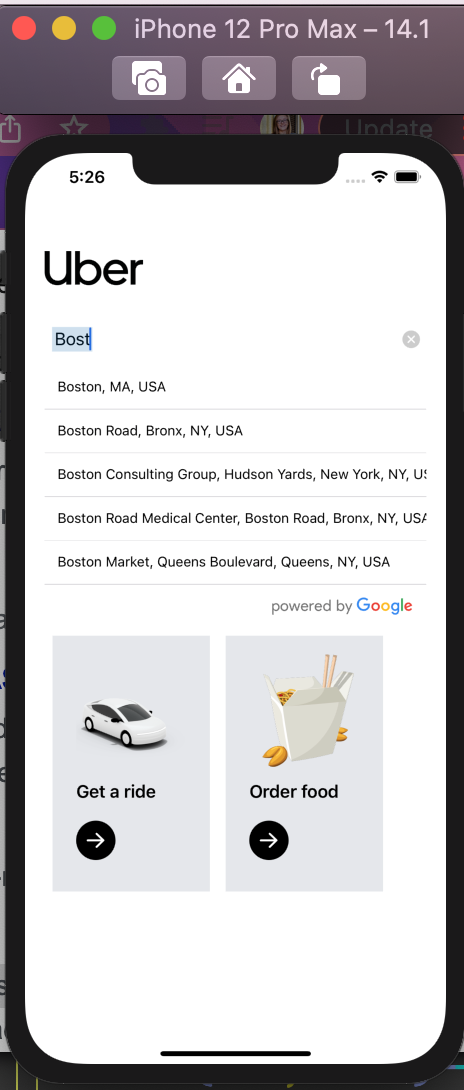 iPhone 12 Pro Max – 14.1
Update
5:26
Uber
Bost
Boston, MA, USA
Boston Road, Bronx, NY, USA
Boston Consulting Group, Hudson Yards, New York, NY, US
Boston Road Medical Center, Boston Road, Bronx, NY, USA
Boston Market, Queens Boulevard, Queens, NY, USA
powered by Google
Get a ride
Order food